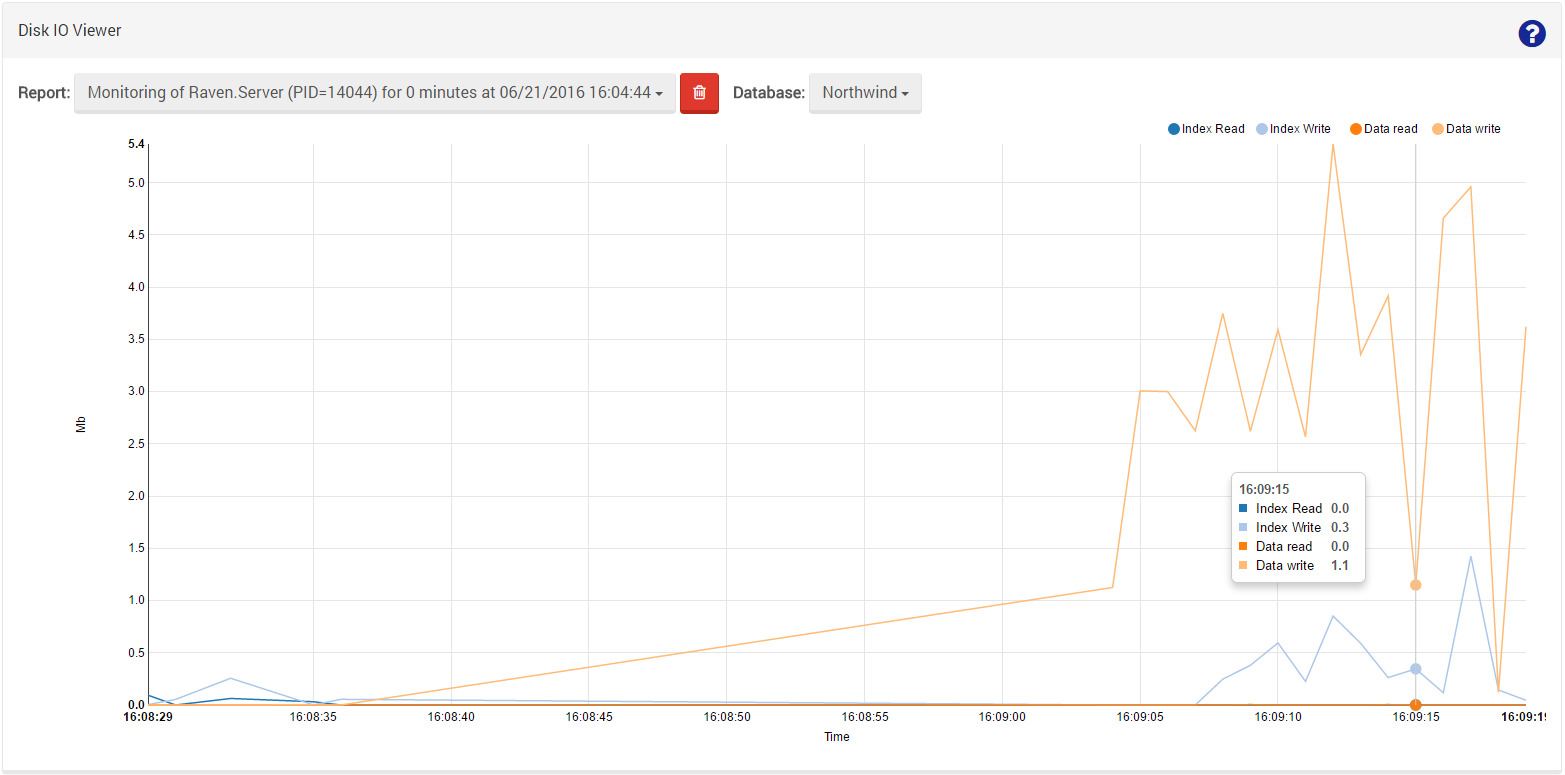 Disk IO Viewer
?
Report: Monitoring of Raven.Server (PID=14044) for 0 minutes at 06/21/2016 16:04:44 Database: Northwind
Index Read Index Write Data read Data write
5.4
5.0
4.5
4.0
3.5
3.0
Mb
2.5
2.0
1.5
1.0
0.5
0.0
16:09:15
Index Read 0.0
Index Write 0.3
Data read 0.0
Data write 1.1
16:08:29 16:08:35 16:08:40 16:08:45 16:08:50 16:08:55 16:09:00 16:09:05 16:09:10 16:09:15
Time